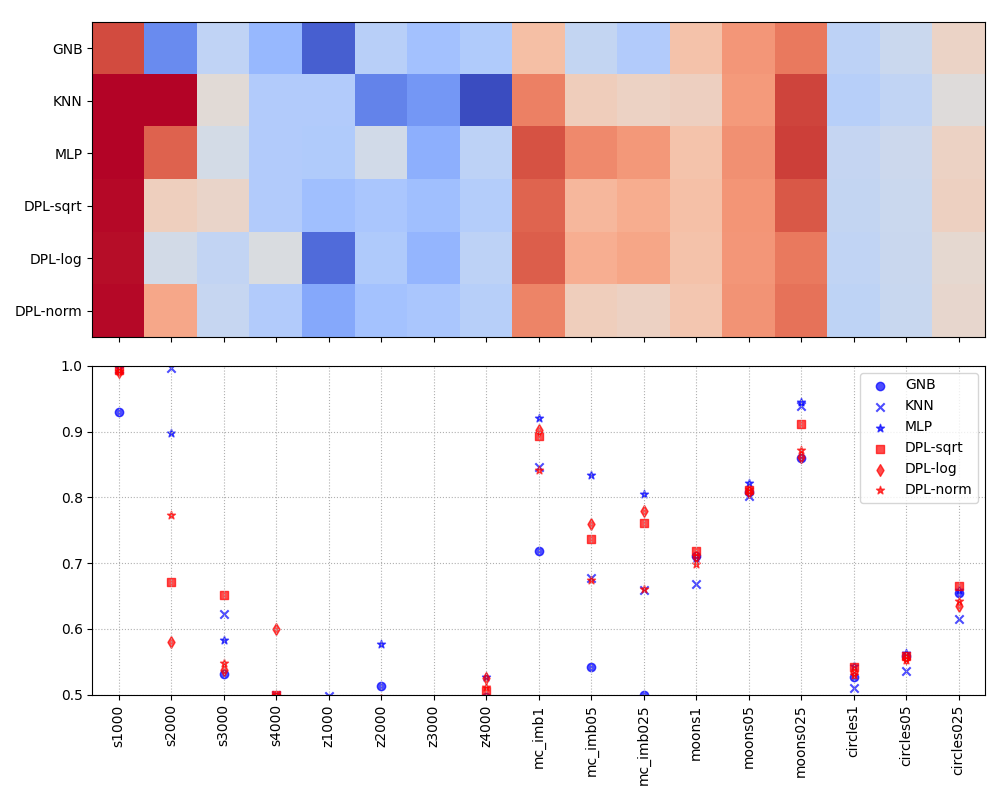 GNB
KNN
MLP
DPL-sqrt
DPL-log
DPL-norm
1.0
0.9
0.8
0.7
0.6
0.5
GNB
KNN
MLP
DPL-sqrt
DPL-log
DPL-norm
s1000
s2000
s3000
s4000
z1000
z2000
z3000
z4000
mc_imb1
mc_imb05
mc_imb025
moons1
moons05
moons025
circles1
circles05
circles025